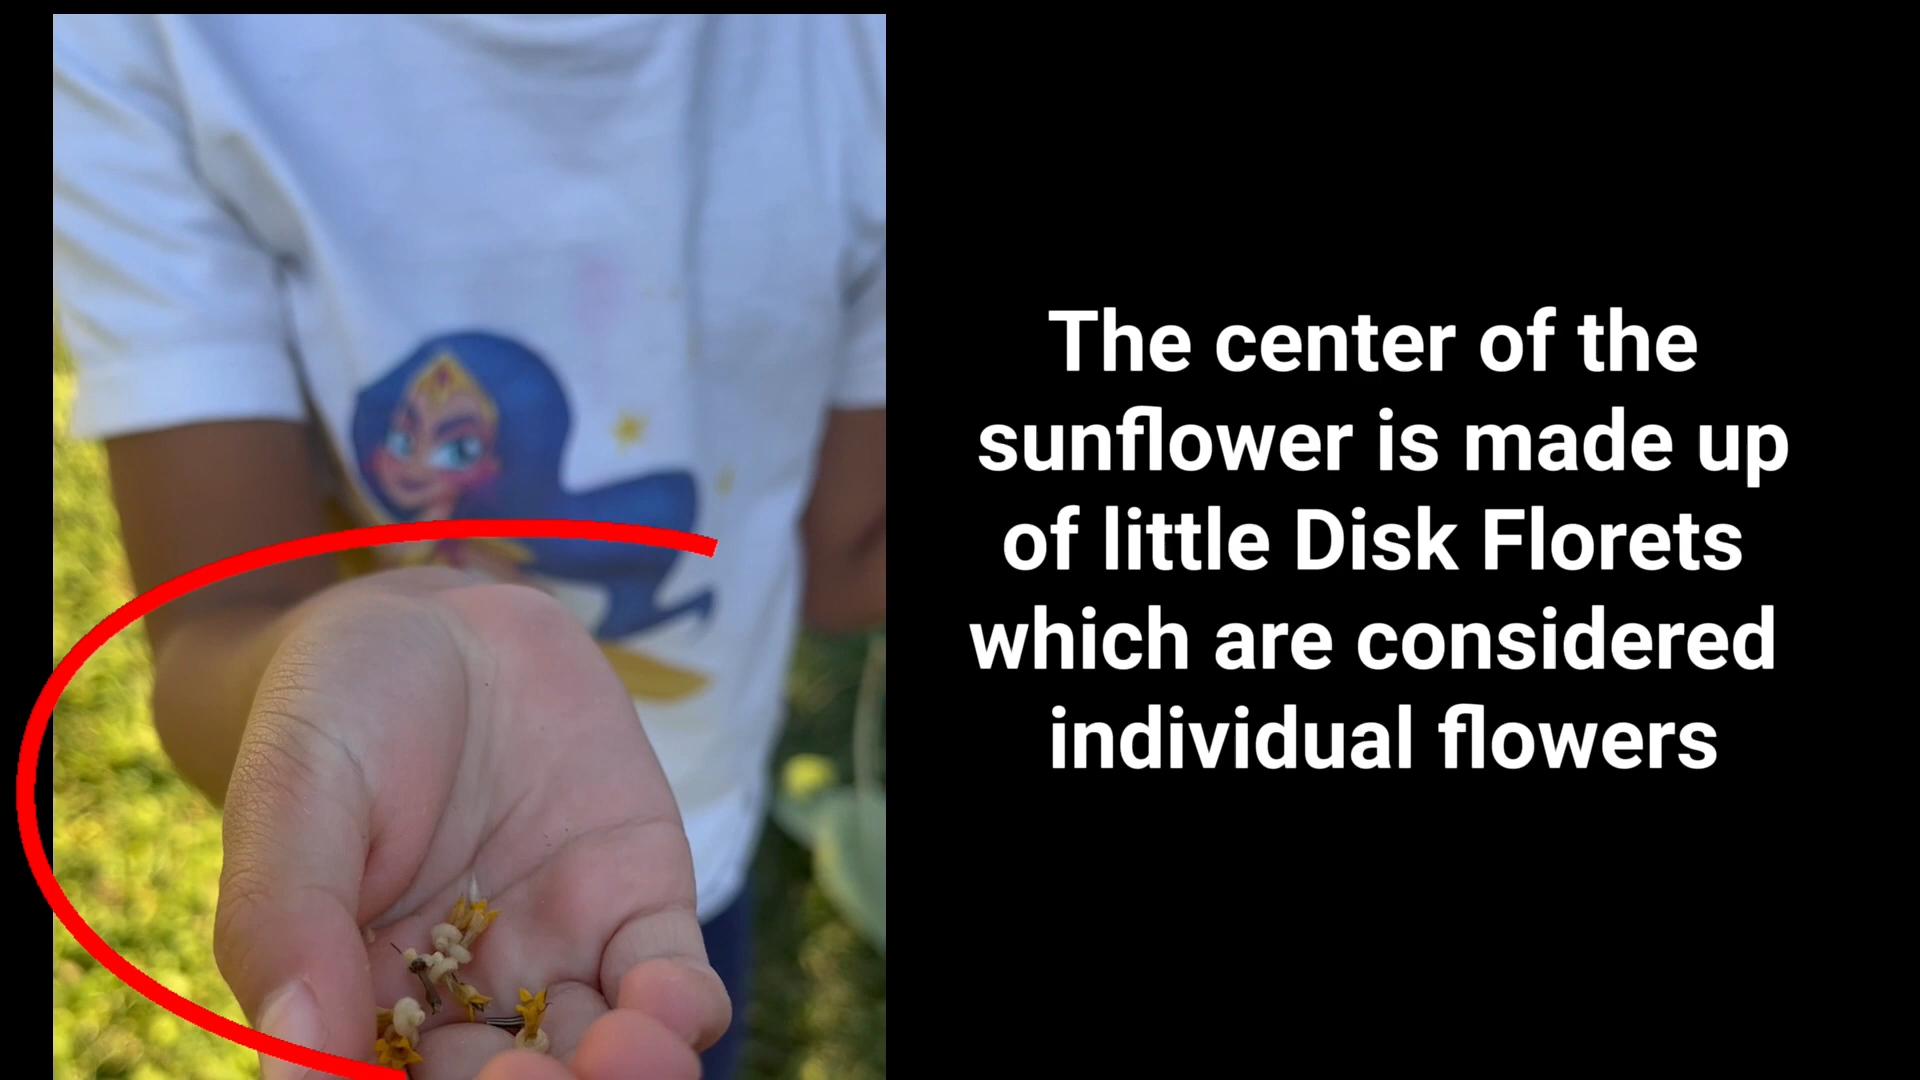 The center of the
sunflower is made up
of little Disk Florets
which are considered
individual flowers